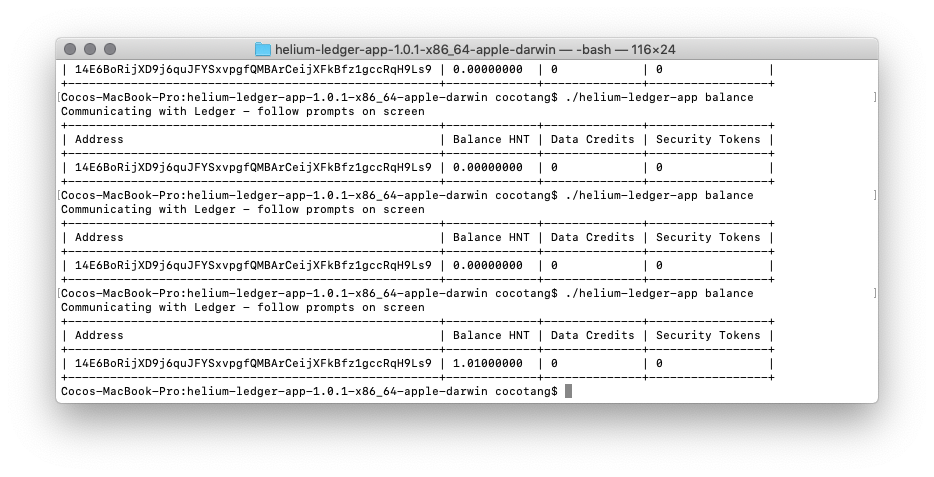 helium-ledger-app-1.0.1-x86_64-apple-darwin — -bash — 116×24
| 14E6BoRijXD9j6quJFYSxvpgfQMBArCeijXFkBfz1gccRqH9Ls9 | 0.00000000 | 0 | 0 |
+-----------------------------------------------------+-------------+--------------+-----------------+
[Cocos-MacBook-Pro:helium-ledger-app-1.0.1-x86_64-apple-darwin cocotang$ ./helium-ledger-app balance ]
Communicating with Ledger - follow prompts on screen
+-----------------------------------------------------+-------------+--------------+-----------------+
| Address | Balance HNT | Data Credits | Security Tokens |
+-----------------------------------------------------+-------------+--------------+-----------------+
| 14E6BoRijXD9j6quJFYSxvpgfQMBArCeijXFkBfz1gccRqH9Ls9 | 0.00000000 | 0 | 0 |
+-----------------------------------------------------+-------------+--------------+-----------------+
[Cocos-MacBook-Pro:helium-ledger-app-1.0.1-x86_64-apple-darwin cocotang$ ./helium-ledger-app balance ]
Communicating with Ledger - follow prompts on screen
+-----------------------------------------------------+-------------+--------------+-----------------+
| Address | Balance HNT | Data Credits | Security Tokens |
+-----------------------------------------------------+-------------+--------------+-----------------+
| 14E6BoRijXD9j6quJFYSxvpgfQMBArCeijXFkBfz1gccRqH9Ls9 | 0.00000000 | 0 | 0 |
+-----------------------------------------------------+-------------+--------------+-----------------+
[Cocos-MacBook-Pro:helium-ledger-app-1.0.1-x86_64-apple-darwin cocotang$ ./helium-ledger-app balance ]
Communicating with Ledger - follow prompts on screen
+-----------------------------------------------------+-------------+--------------+-----------------+
| Address | Balance HNT | Data Credits | Security Tokens |
+-----------------------------------------------------+-------------+--------------+-----------------+
| 14E6BoRijXD9j6quJFYSxvpgfQMBArCeijXFkBfz1gccRqH9Ls9 | 1.01000000 | 0 | 0 |
+-----------------------------------------------------+-------------+--------------+-----------------+
Cocos-MacBook-Pro:helium-ledger-app-1.0.1-x86_64-apple-darwin cocotang$